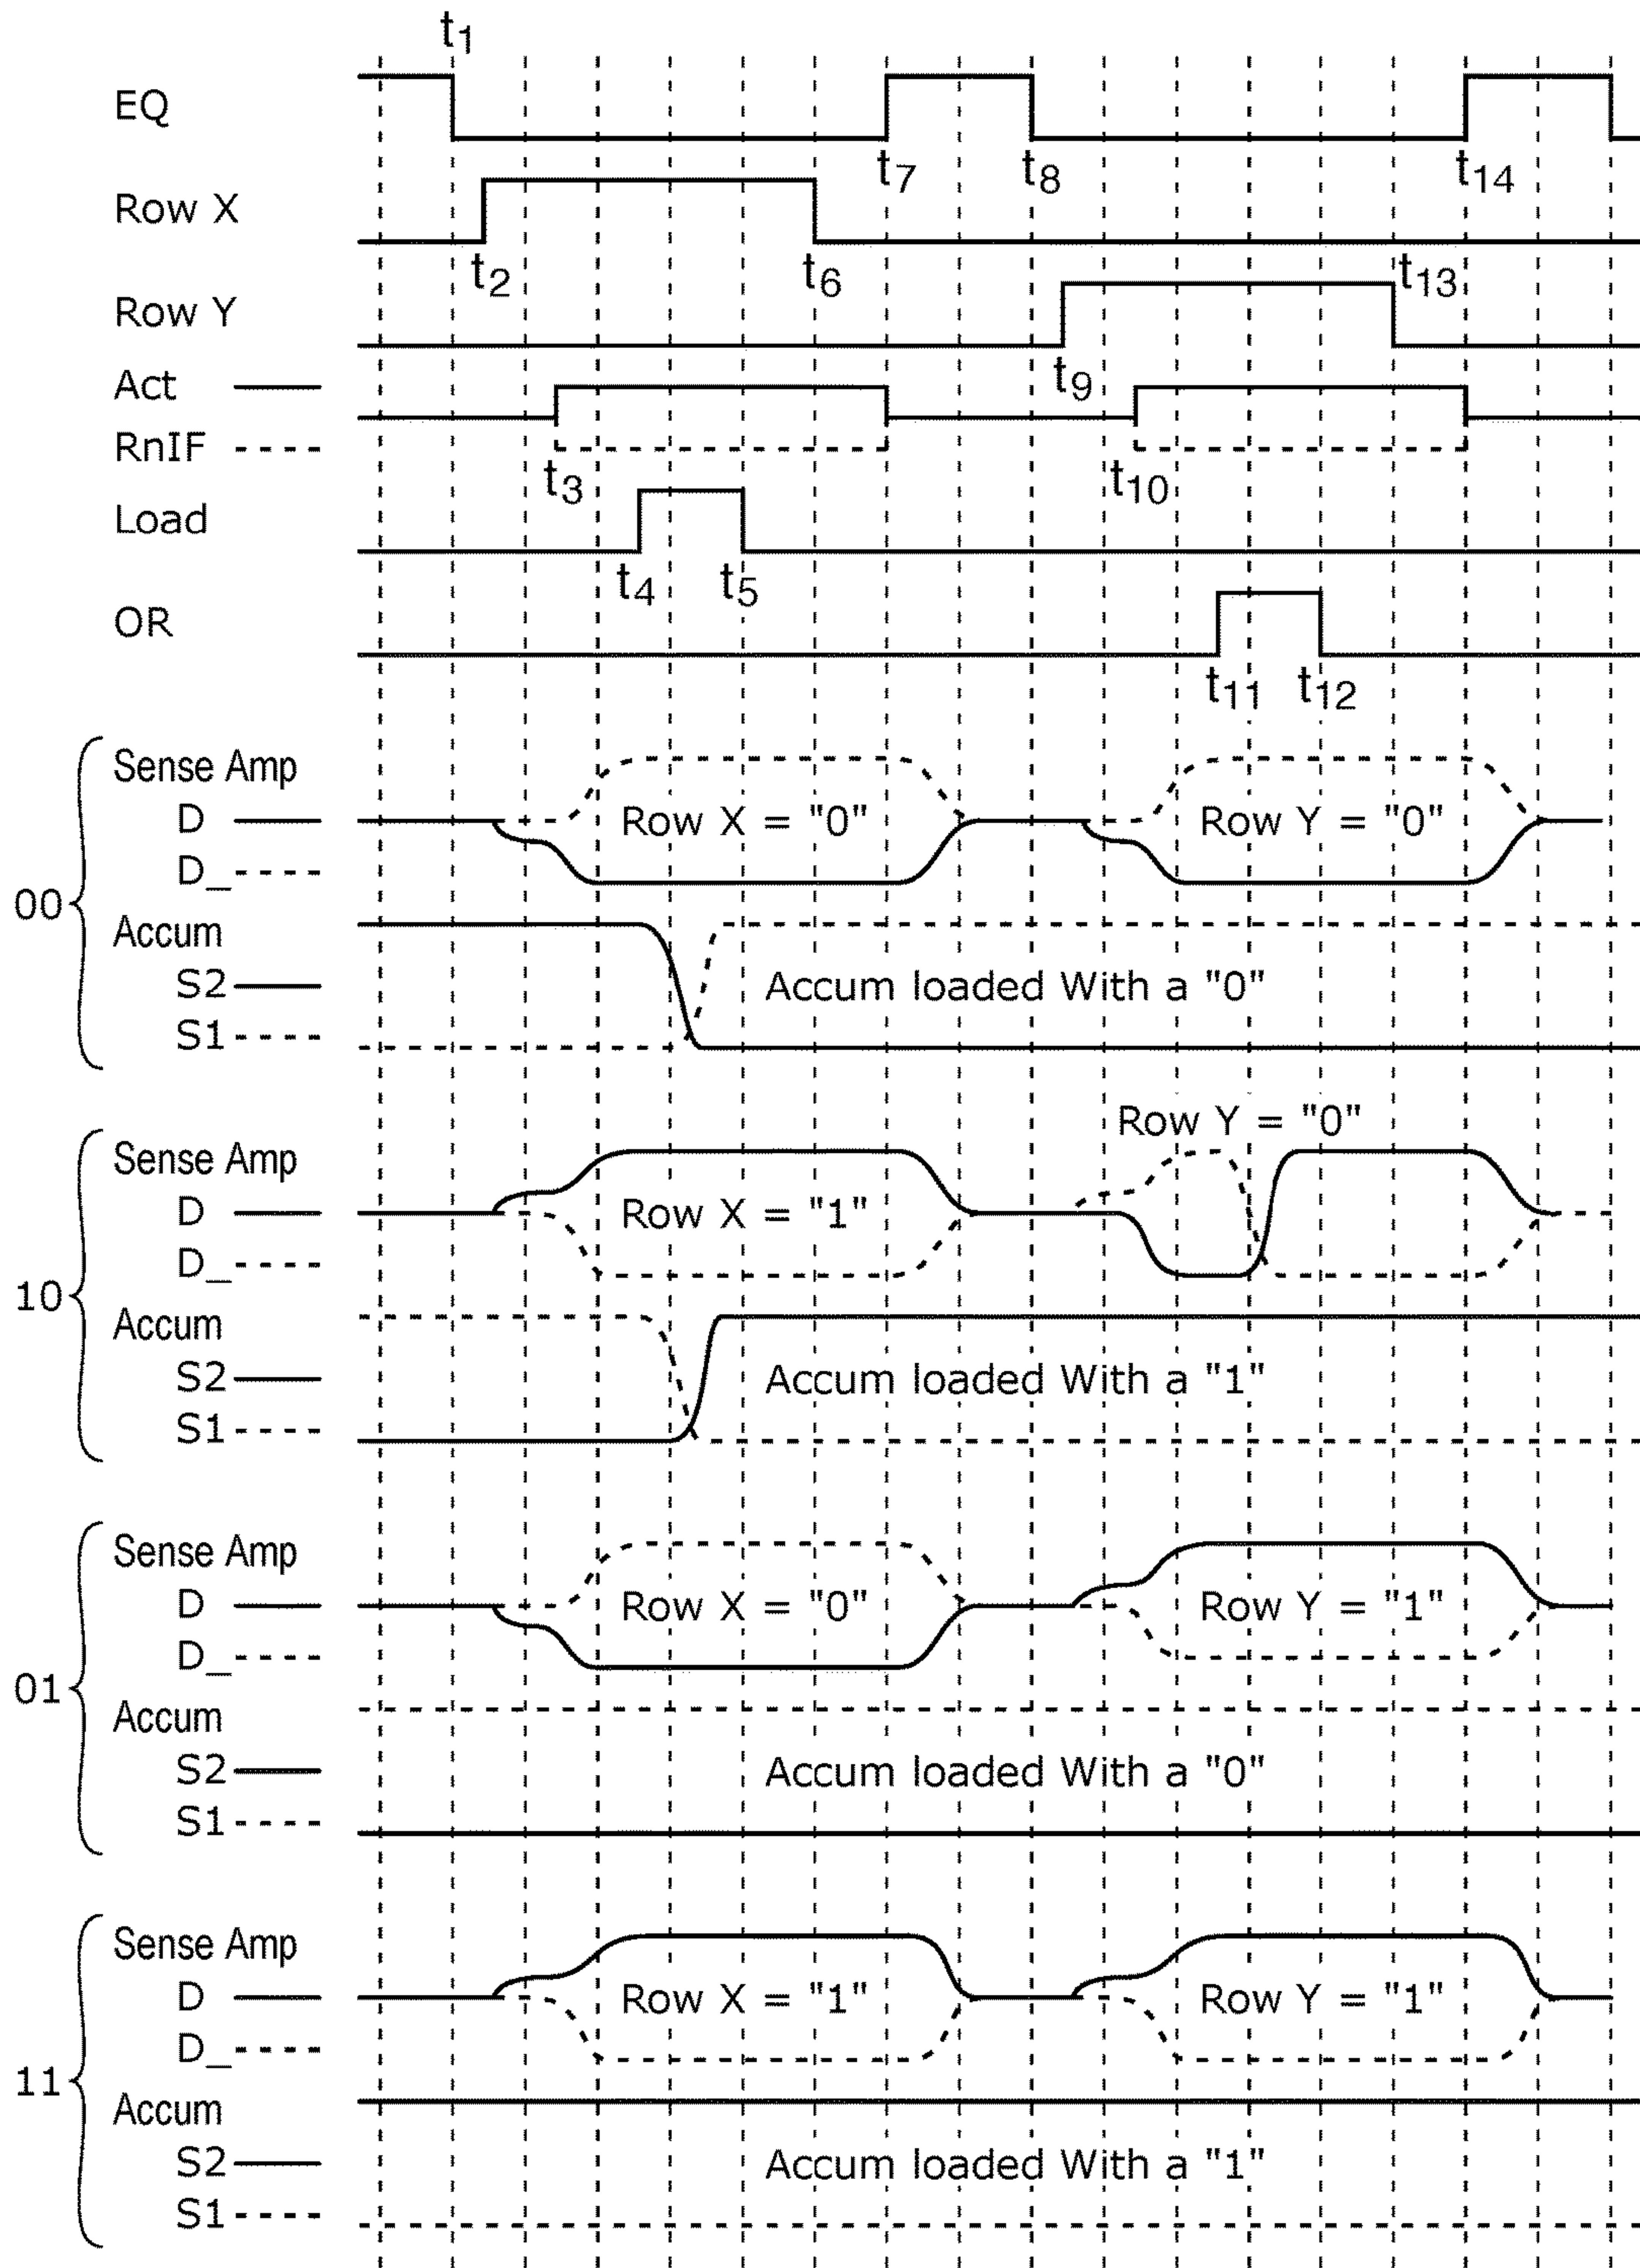 t1
EQ
t7 t8 t14
Row X
t2 t6 t13
Row Y
t9
Act
RnIF
t3 t10
Load
t4 t5
OR
t11 t12
00
Sense Amp
D
D_
Row X = "0" Row Y = "0"
Accum
S2
S1
Accum loaded With a "0"
10
Row Y = "0"
Sense Amp
D
D_
Row X = "1"
Accum
S2
S1
Accum loaded With a "1"
01
Sense Amp
D
D_
Row X = "0" Row Y = "1"
Accum
S2
S1
Accum loaded With a "0"
11
Sense Amp
D
D_
Row X = "1" Row Y = "1"
Accum
S2
S1
Accum loaded With a "1"